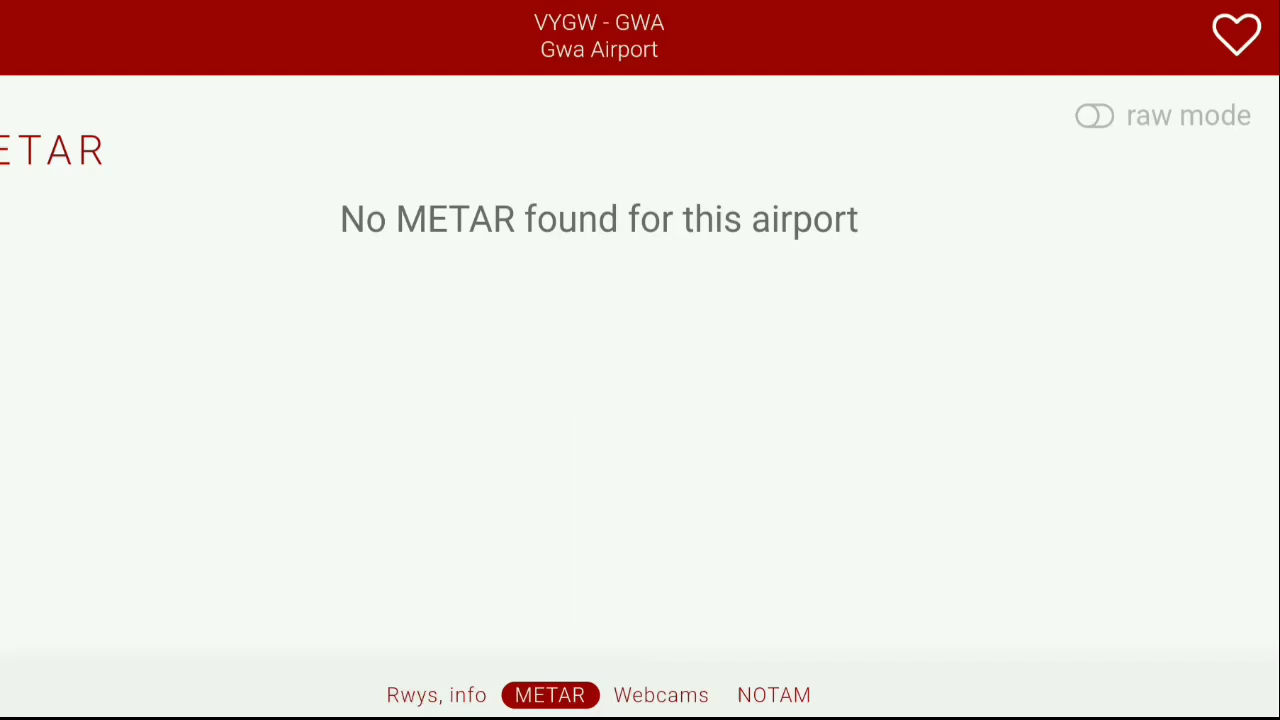 VYGW - GWA
Gwa Airport
raw mode
ETAR
No METAR found for this airport
Rwys, info METAR Webcams NOTAM